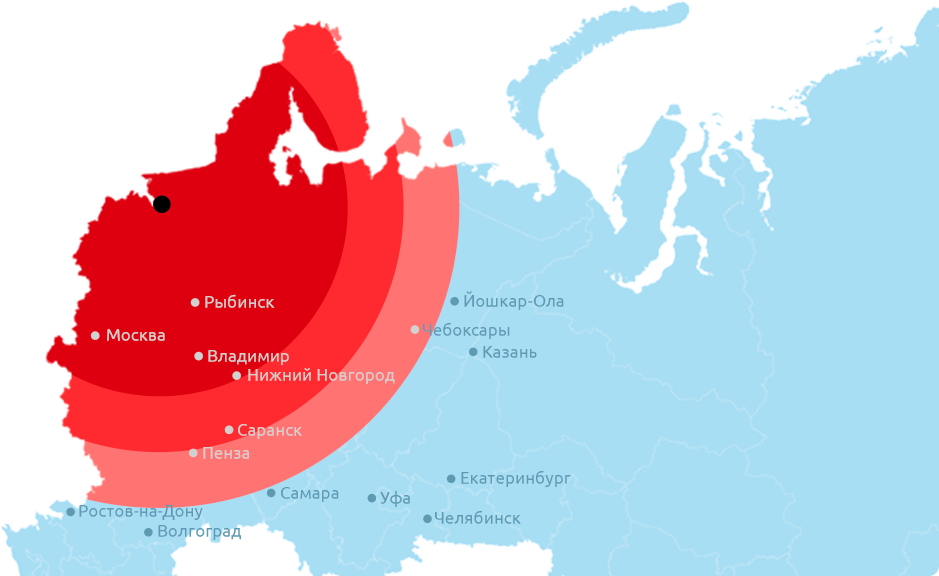 Йошкар-Ола
Рыбинск
Чебоксары
Москва
Казань
Владимир
Нижний Новгород
Саранск
Пенза
Екатеринбург
Самара
Уфа
Ростов-на-Дону
Челябинск
Волгоград